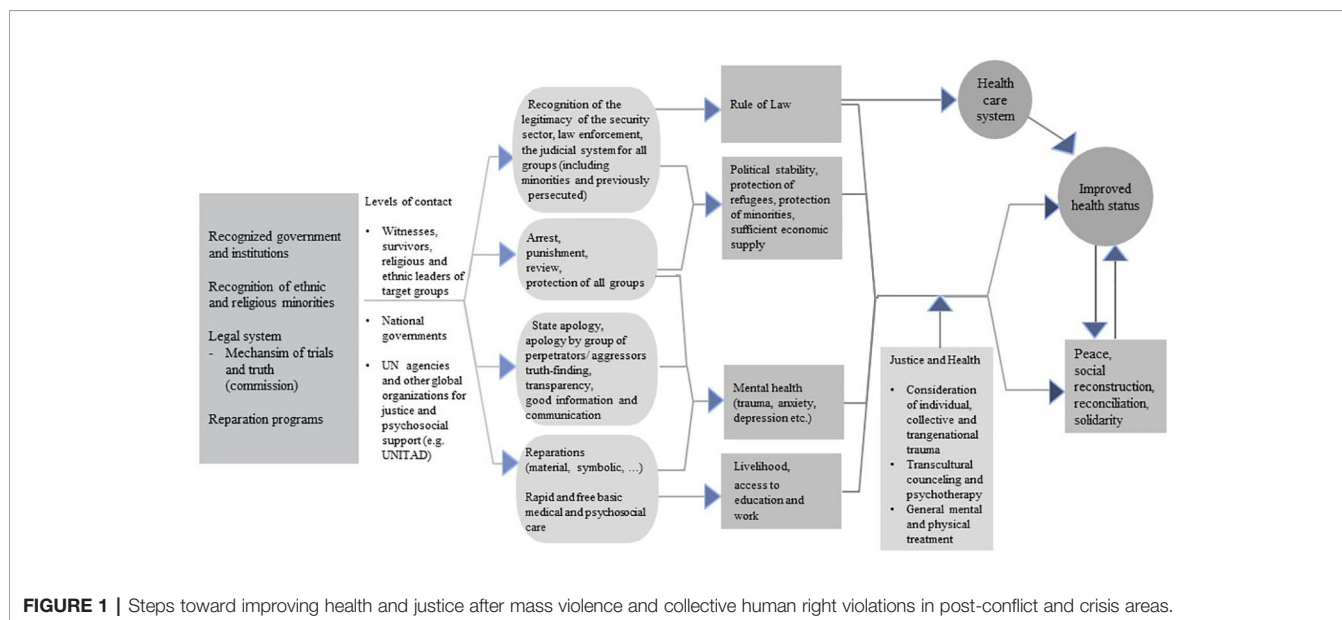 Recognized government
and institutions
Recognition of ethnic
and religious minorities
Legal system
- Mechansim of trials
and truth
(commission)
Reparation programs
Levels of contact
• Witnesses,
survivors,
religious and
ethnic leaders of
target groups
• National
governments
• UN agencies
and other global
organizations for
justice and
psychosocial
support (e.g.
UNITAD)
Recognition of the
legitimacy of the security
sector, law enforcement,
the judicial system for all
groups (including
minorities and previously
persecuted)
Arrest,
punishment,
review,
protection of all groups
State apology,
apology by group of
perpetrators/ aggressors
truth-finding,
transparency,
good information and
communication
Reparations
(material, symbolic, ...)
Rapid and free basic
medical and psychosocial
care
Rule of Law
Political stability,
protection of
refugees, protection
of minorities,
sufficient economic
supply
Mental health
(trauma, anxiety,
depression etc.)
Livelihood,
access to
education and
work
Justice and Health
• Consideration
of individual,
collective and
trangenational
trauma
• Transcultural
counceling and
psychotherapy
• General mental
and physical
treatment
Health
care
system
Improved
health status
Peace,
social
reconstruction,
reconciliation,
solidarity
FIGURE 1 | Steps toward improving health and justice after mass violence and collective human right violations in post-conflict and crisis areas.